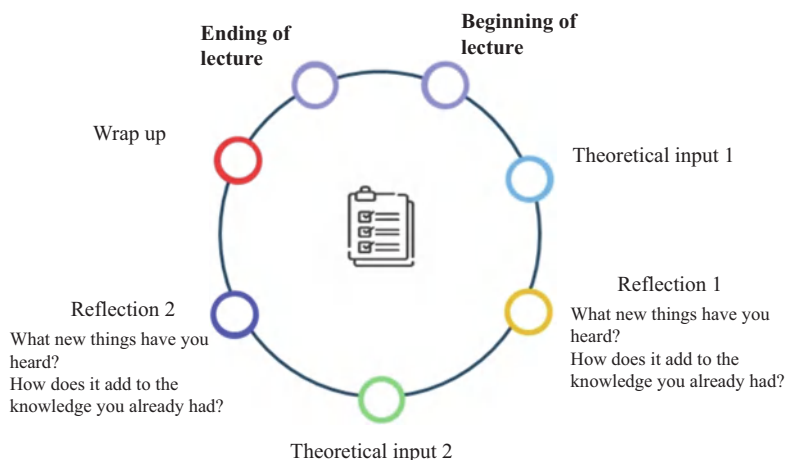 Beginning of
lecture
Theoretical input 1
Reflection 1
What new things have you
heard?
How does it add to the
knowledge you already had?
Theoretical input 2
Reflection 2
What new things have you
heard?
How does it add to the
knowledge you already had?
Wrap up
Ending of
lecture